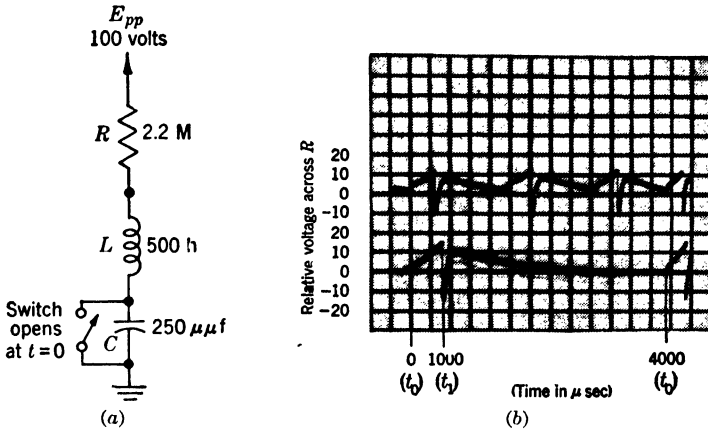 E_pp
100 volts
R
2.2 M
L
500 h
Switch
opens
at t=0
C
250 μμf
(a)
Relative voltage across R
20
10
0
-10
20
10
0
-10
-20
0
1000
4000
(t_0)
(t_1)
(t_0)
(Time in μ sec)
(b)